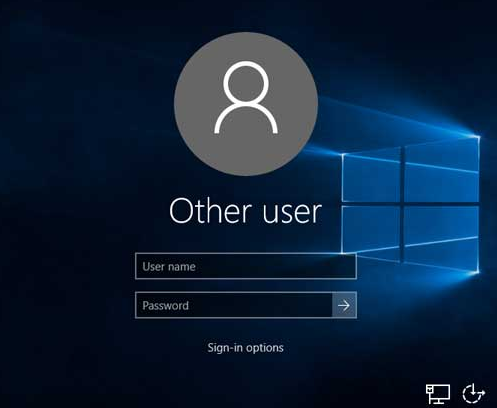 Other user
User name
Password
Sign-in options